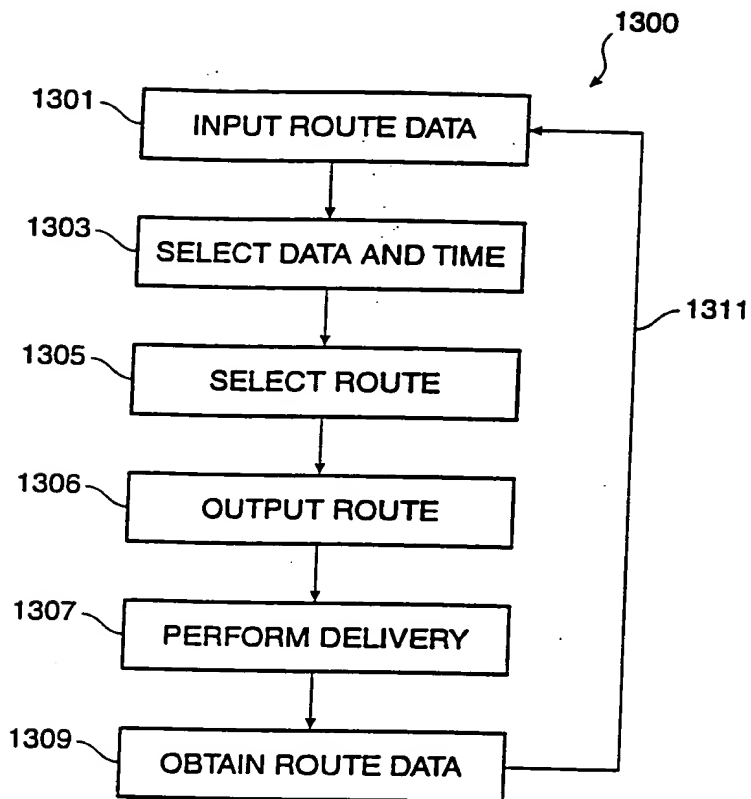 1300
1301
INPUT ROUTE DATA
1303
SELECT DATA AND TIME
1311
1305
SELECT ROUTE
1306
OUTPUT ROUTE
1307
PERFORM DELIVERY
1309
OBTAIN ROUTE DATA